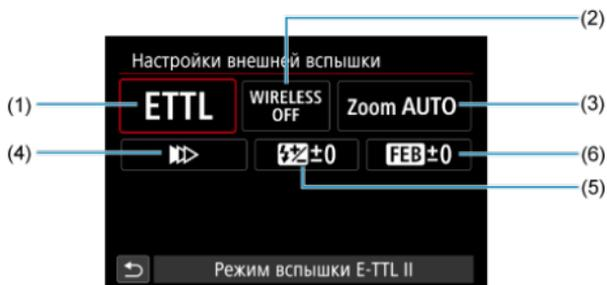 (2)
Настройки внешней вспышки
(1) ETTL WIRELESS OFF Zoom AUTO (3)
(4) ±0 FEB±0 (6)
(5)
Режим вспышки E-TTL II